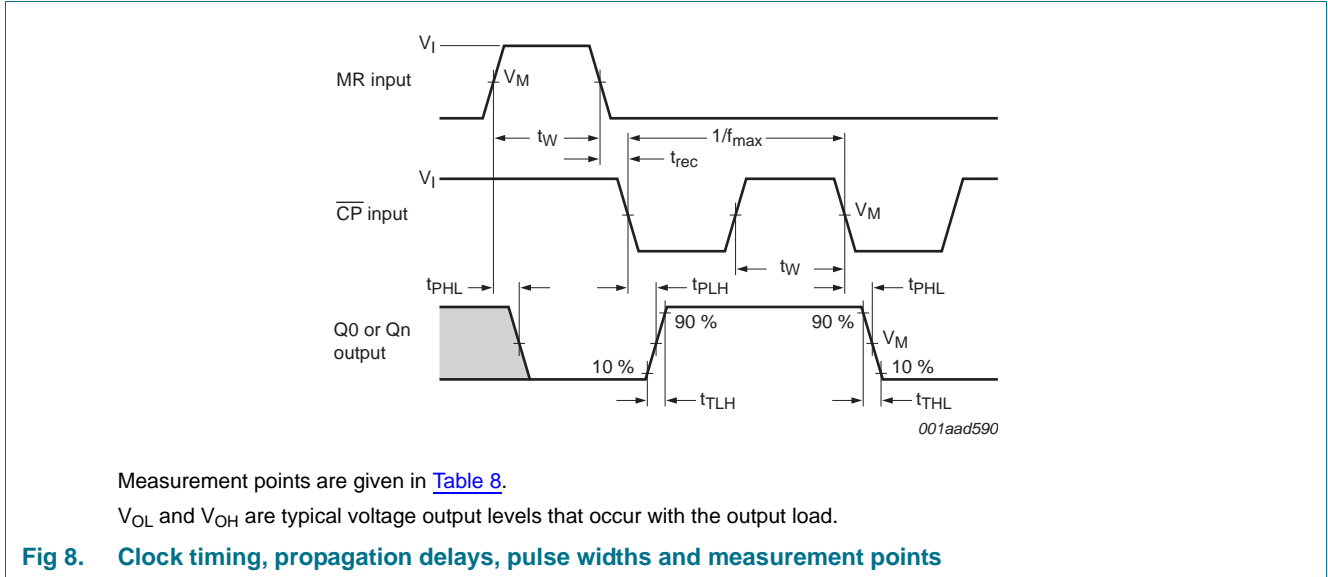 VI
MR input
VM
tW
1/fmax
trec
VI
CP input
VM
tW
tPHL
tPLH
tPHL
Q0 or Qn
output
90 %
90 %
VM
10 %
10 %
tTLH
tTHL
001aad590
Measurement points are given in Table 8.
VOL and VOH are typical voltage output levels that occur with the output load.
Fig 8. Clock timing, propagation delays, pulse widths and measurement points